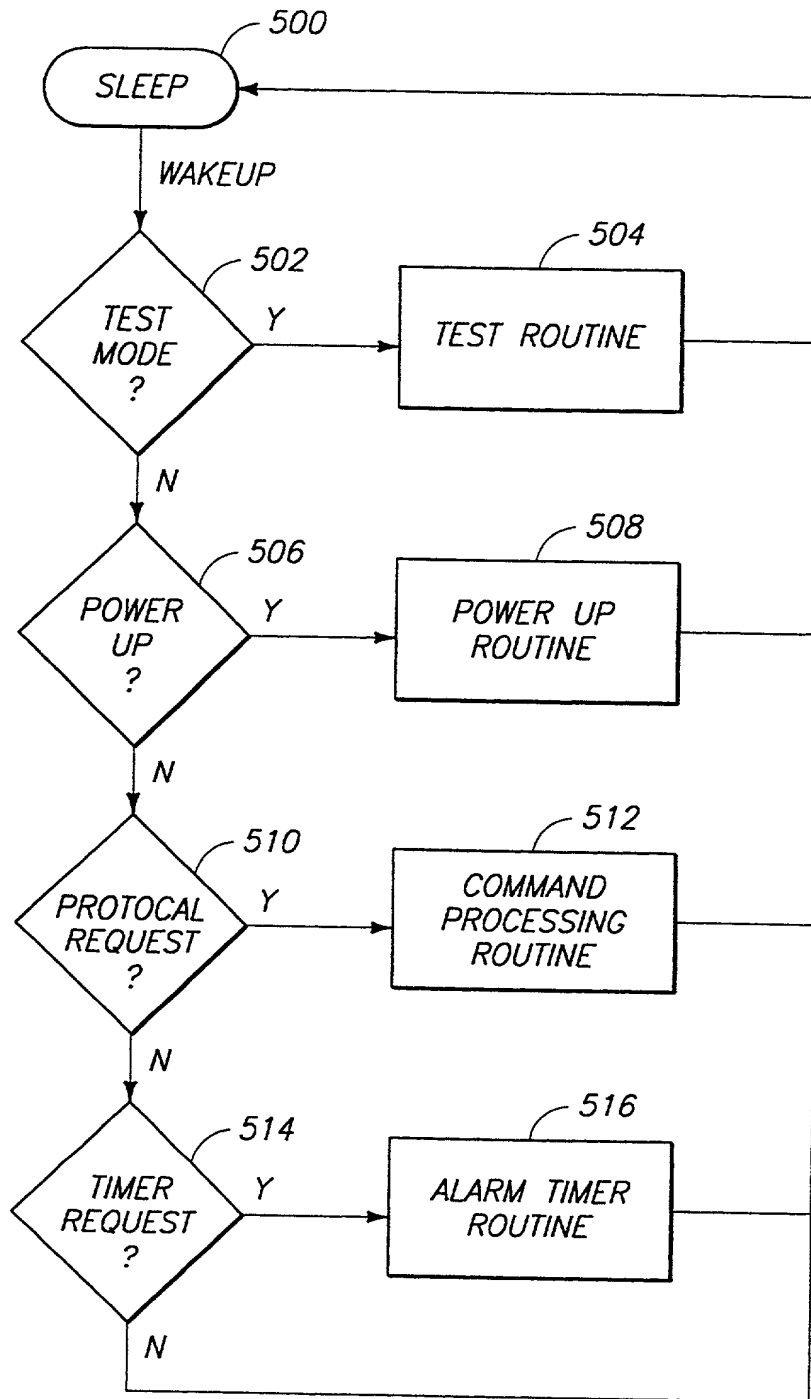 500
SLEEP
WAKEUP
502
TEST
MODE
?
Y
504
TEST ROUTINE
N
506
POWER
UP
?
Y
508
POWER UP
ROUTINE
N
510
PROTOCAL
REQUEST
?
Y
512
COMMAND
PROCESSING
ROUTINE
N
514
TIMER
REQUEST
?
Y
516
ALARM TIMER
ROUTINE
N